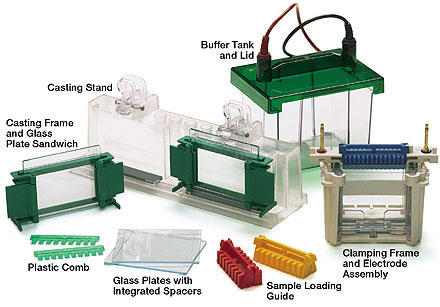 Buffer Tank
and Lid
Casting Stand
Casting Frame
and Glass
Plate Sandwich
Plastic Comb
Glass Plates with
Integrated Spacers
Sample Loading
Guide
Clamping Frame
and Electrode
Assembly